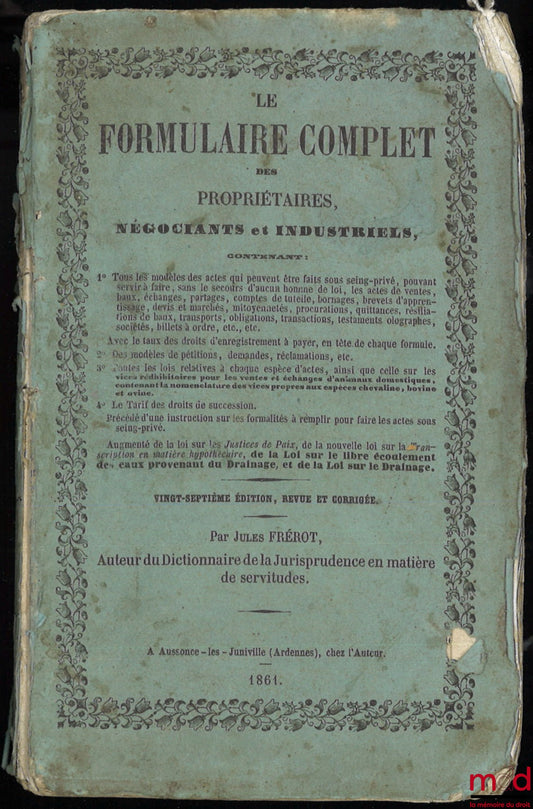 LE
FORMULAIRE COMPLET
DES
PROPRIÉTAIRES,
NÉGOCIANTS et INDUSTRIELS,
CONTENANT :
1° Tous les modèles des actes qui peuvent être faits sous seing-privé, pouvant
servir à faire, sans le secours d'aucun homme de loi, les actes de ventes,
baux, échanges, partages, comptes de tutelle, bornages, brevets d'appren-
tissage, devis et marchés, mitoyennetés, procurations, quittances, résilia-
tions de baux, transports, obligations, transactions, testaments olographes,
sociétés, billets à ordre, etc., etc.
Avec le taux des droits d'enregistrement à payer, en tête de chaque formule.
2° Des modèles de pétitions, demandes, réclamations, etc.
3° Toutes les lois relatives à chaque espèce d'actes, ainsi que celle sur les
vices rédhibitoires pour les ventes et échanges d'animaux domestiques,
contenant la nomenclature des vices propres aux espèces chevaline, bovine
et ovine.
4° Le Tarif des droits de succession.
Précédé d'une instruction sur les formalités à remplir pour faire les actes sous
seing-privé.
Augmenté de la loi sur les Justices de Paix, de la nouvelle loi sur la Tran-
scription en matière hypothécaire, de la Loi sur le libre écoulement
des eaux provenant du Drainage, et de la Loi sur le Drainage.
VINGT-SEPTIÈME ÉDITION, REVUE ET CORRIGÉE.
Par JULES FRÉROT,
Auteur du Dictionnaire de la Jurisprudence en matière
de servitudes.
A Aussonce-les-Juniville (Ardennes), chez l'Auteur.
1861.
md
la mémoire du droit